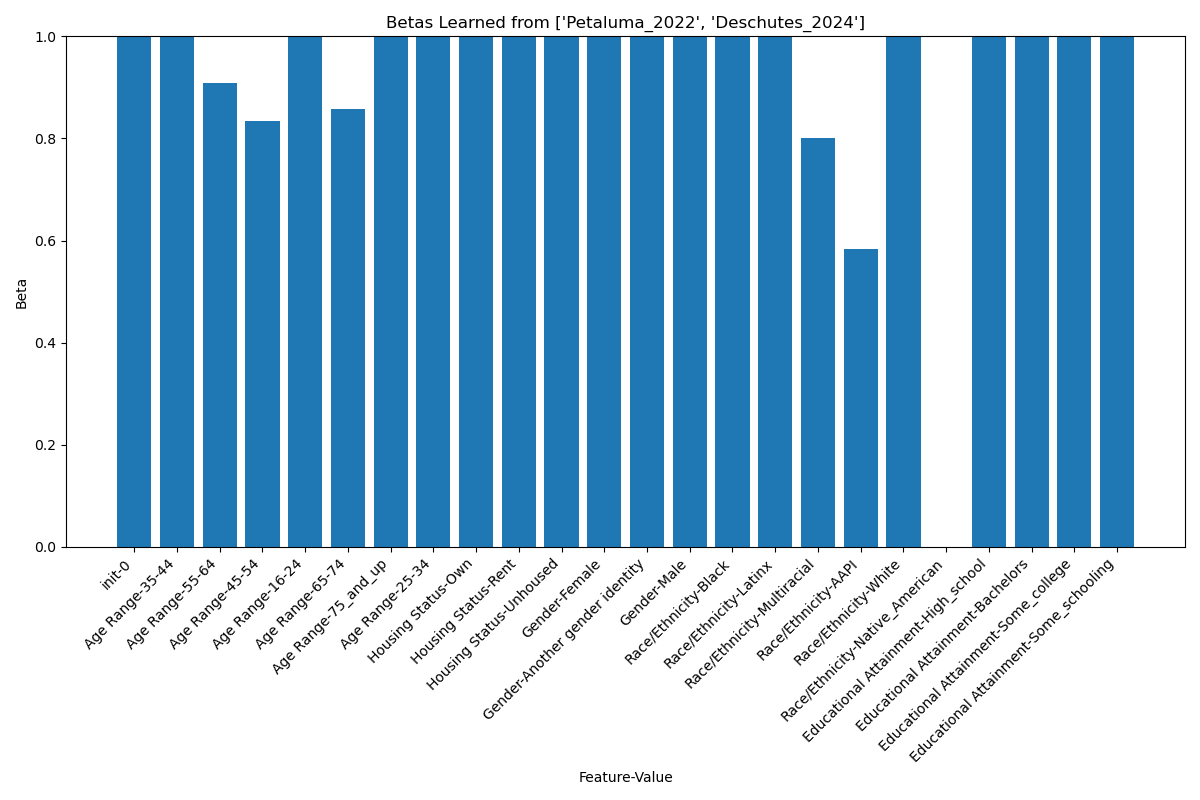 Betas Learned from ['Petaluma_2022', 'Deschutes_2024']
1.0
0.8
0.6
0.4
0.2
0.0
Beta
init-0
Age Range-35-44
Age Range-55-64
Age Range-45-54
Age Range-16-24
Age Range-65-74
Age Range-75_and_up
Age Range-25-34
Housing Status-Own
Housing Status-Rent
Housing Status-Unhoused
Gender-Female
Gender-Another gender identity
Gender-Male
Race/Ethnicity-Black
Race/Ethnicity-Latinx
Race/Ethnicity-Multiracial
Race/Ethnicity-AAPI
Race/Ethnicity-White
Race/Ethnicity-Native_American
Educational Attainment-High_school
Educational Attainment-Bachelors
Educational Attainment-Some_college
Educational Attainment-Some_schooling
Feature-Value